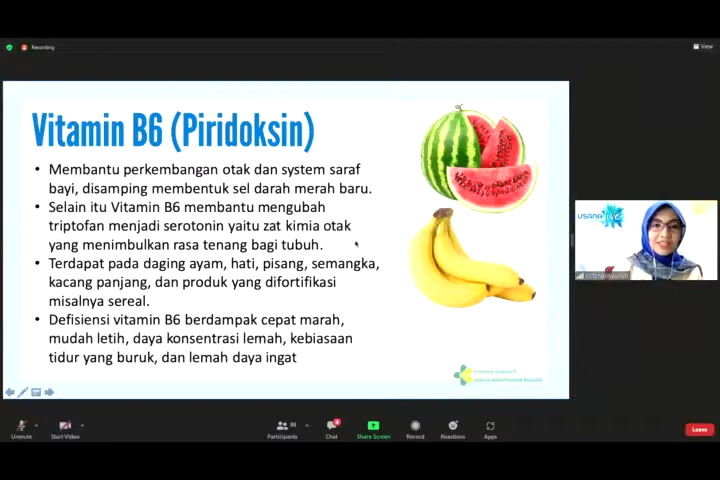 Recording
View
Vitamin B6 (Piridoksin)
• Membantu perkembangan otak dan system saraf
bayi, disamping membentuk sel darah merah baru.
• Selain itu Vitamin B6 membantu mengubah
triptofan menjadi serotonin yaitu zat kimia otak
yang menimbulkan rasa tenang bagi tubuh.
• Terdapat pada daging ayam, hati, pisang, semangka,
kacang panjang, dan produk yang difortifikasi
misalnya sereal.
• Defisiensi vitamin B6 berdampak cepat marah,
mudah letih, daya konsentrasi lemah, kebiasaan
tidur yang buruk, dan lemah daya ingat
USANA
Unmute
Start Video
Participants
86
Chat
Share Screen
Record
Reactions
Apps
Leave